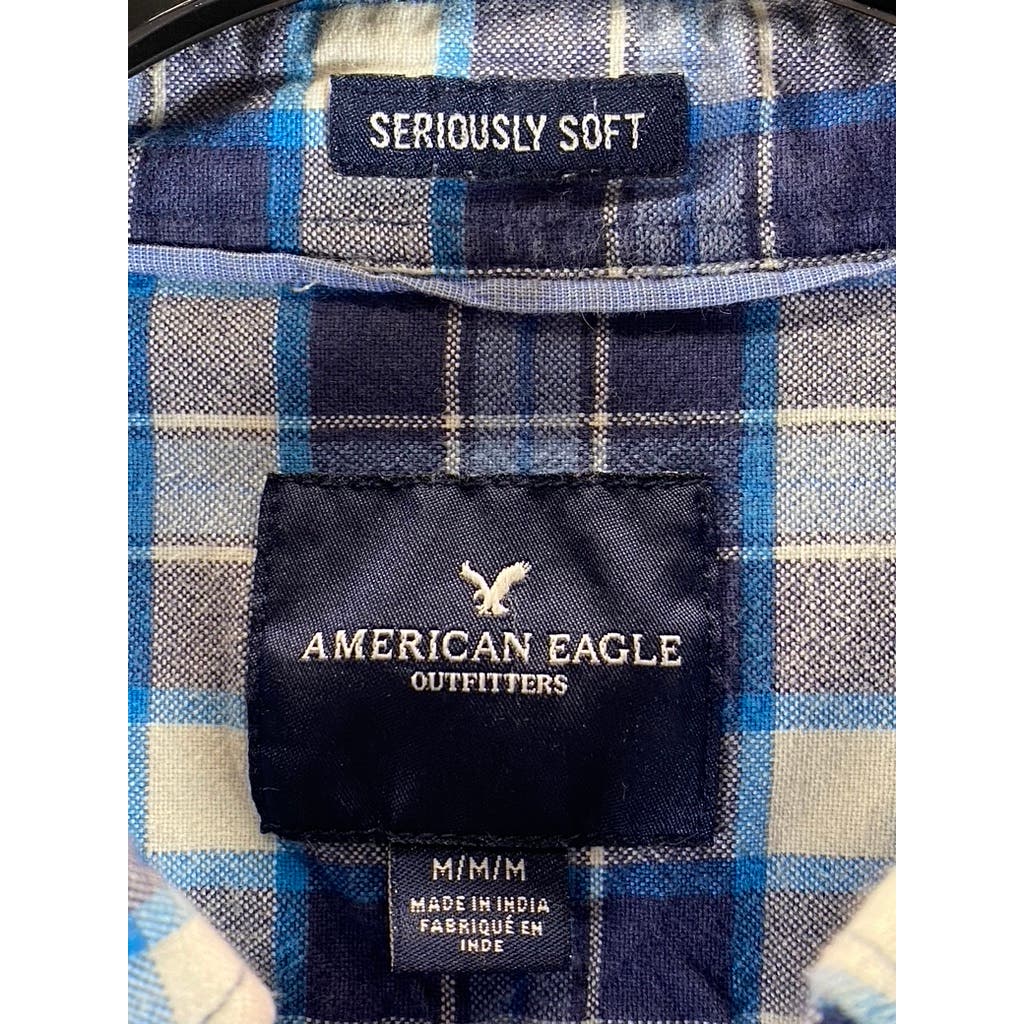 SERIOUSLY SOFT
AMERICAN EAGLE
OUTFITTERS
M/M/M
MADE IN INDIA
FABRIQUÉ EN
INDE